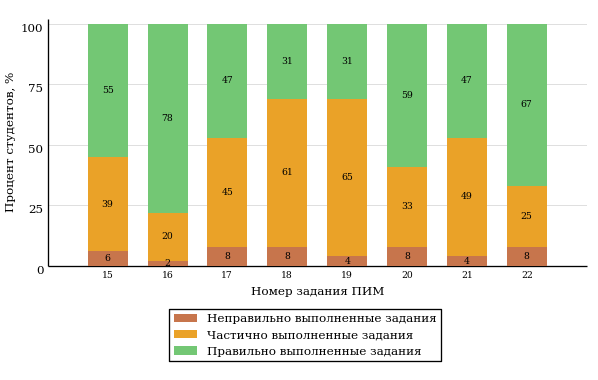 Процент студентов, %
100
75
50
25
0
55 78 47 31 31 59 47 67
39 20 45 61 65 33 49 25
6 2 8 8 4 8 4 8
15 16 17 18 19 20 21 22
Номер задания ПИМ
Неправильно выполненные задания
Частично выполненные задания
Правильно выполненные задания